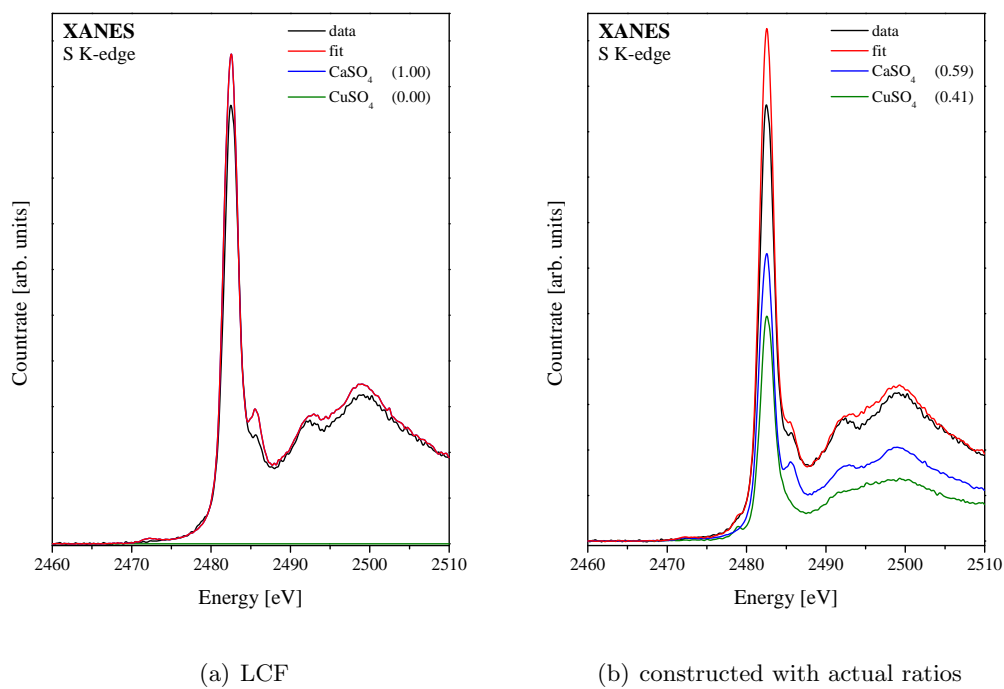 XANES
S K-edge
data
fit
CaSO₄ (1.00)
CuSO₄ (0.00)
Countrate [arb. units]
2460 2470 2480 2490 2500 2510
Energy [eV]
(a) LCF
XANES
S K-edge
data
fit
CaSO₄ (0.59)
CuSO₄ (0.41)
Countrate [arb. units]
2460 2470 2480 2490 2500 2510
Energy [eV]
(b) constructed with actual ratios